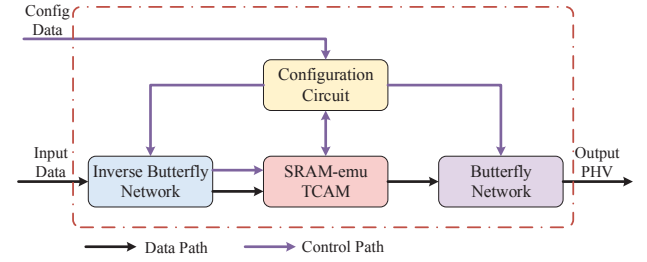 Config
Data
Configuration
Circuit
Input
Data
Inverse Butterfly
Network
SRAM-emu
TCAM
Butterfly
Network
Output
PHV
Data Path
Control Path